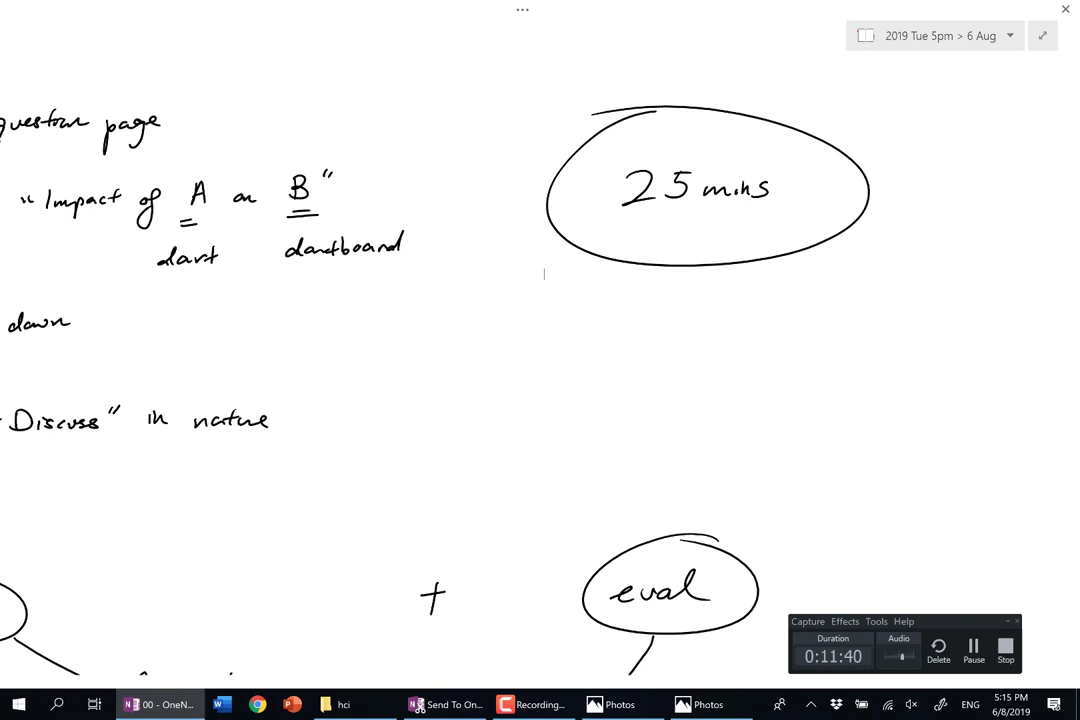 2019 Tue 5pm > 6 Aug
question page
25 mins
"Impact of A on B"
dart dartboard
down
Discuss" in nature
+ eval
Capture Effects Tools Help
Duration Audio
0:11:40 Delete Pause Stop
00 - OneN... hci Send To On... Recording... Photos Photos ENG 5:15 PM
6/8/2019